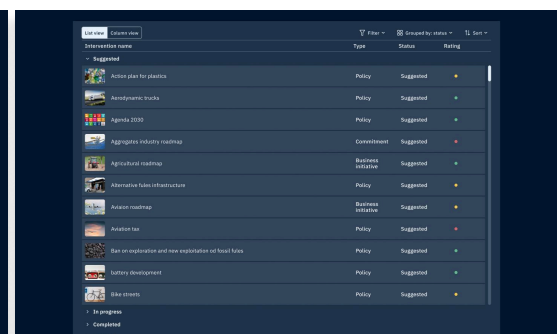 List view Column view Filter Grouped by: status Sort
Intervention name Type Status Rating
Suggested
Action plan for plastics Policy Suggested
Aerodynamic trucks Policy Suggested
Agenda 2030 Policy Suggested
Aggregates industry roadmap Commitment Suggested
Agricultural roadmap Business initiative Suggested
Alternative fules infrastructure Policy Suggested
Aviaion roadmap Business initiative Suggested
Aviation tax Policy Suggested
Ban on exploration and new exploitation od fossil fules Policy Suggested
battery development Policy Suggested
Bike streets Policy Suggested
In progress
Completed